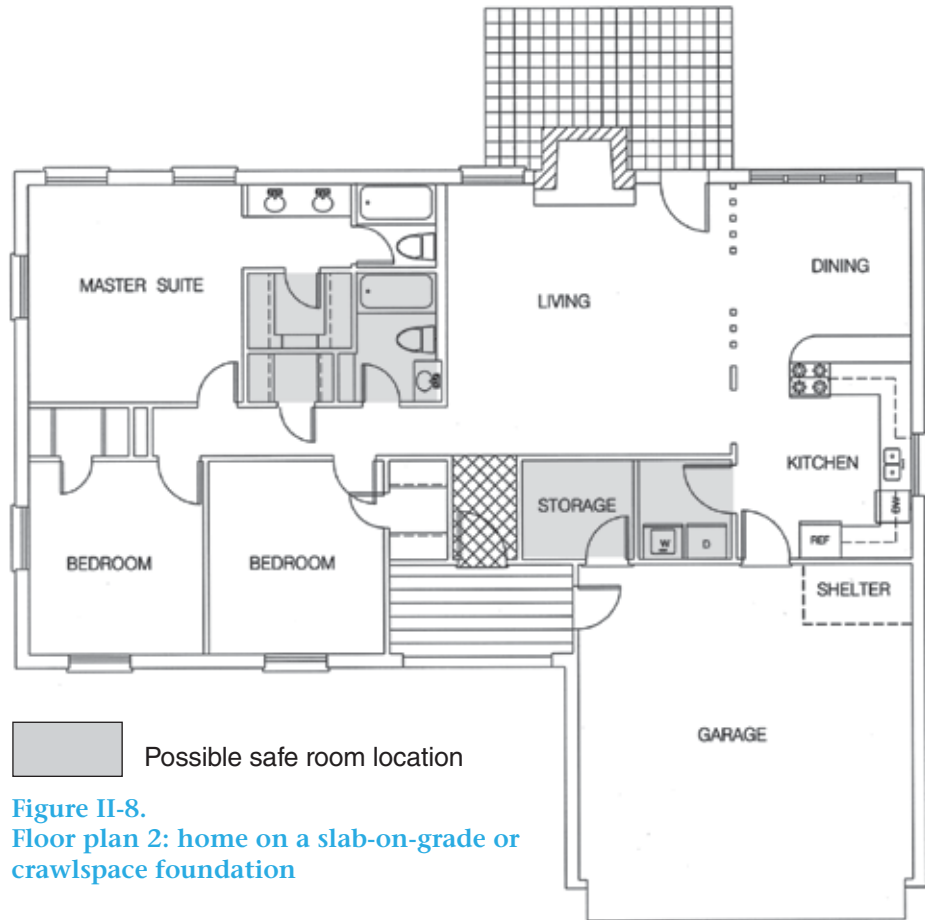 DINING
MASTER SUITE
LIVING
KITCHEN
DW
STORAGE
W
D
REF
BEDROOM
BEDROOM
SHELTER
GARAGE
Possible safe room location
Figure II-8.
Floor plan 2: home on a slab-on-grade or
crawlspace foundation